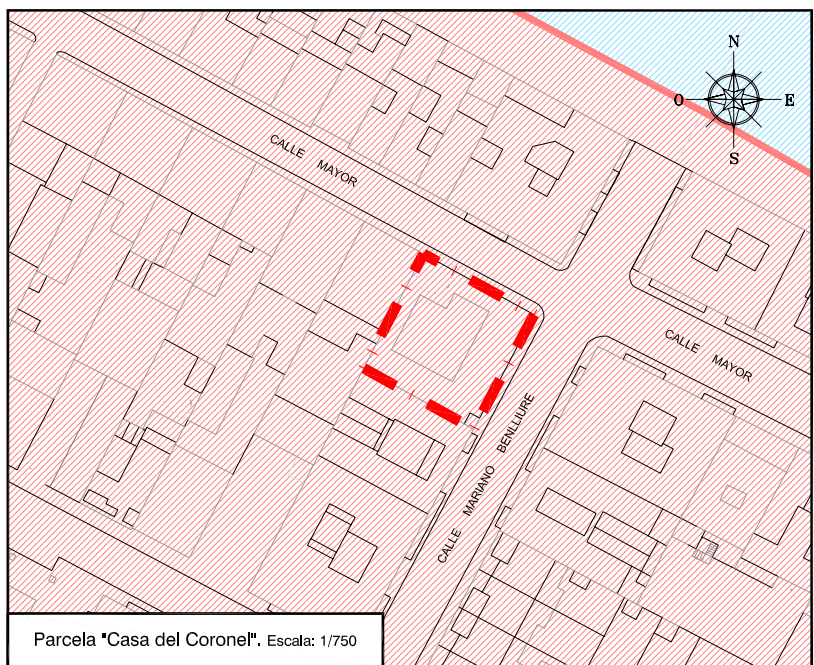 N
O
E
S
CALLE MAYOR
CALLE MAYOR
CALLE MARIANO BENLLIURE
Parcela "Casa del Coronel". Escala: 1/750